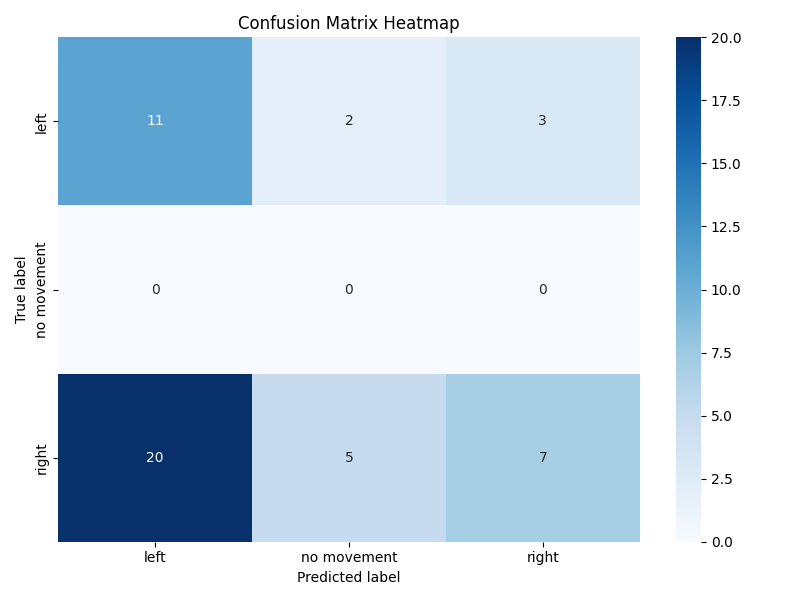 Confusion Matrix Heatmap
True label
left
11 2 3
no movement
0 0 0
right
20 5 7
left no movement right
Predicted label
20.0
17.5
15.0
12.5
10.0
7.5
5.0
2.5
0.0